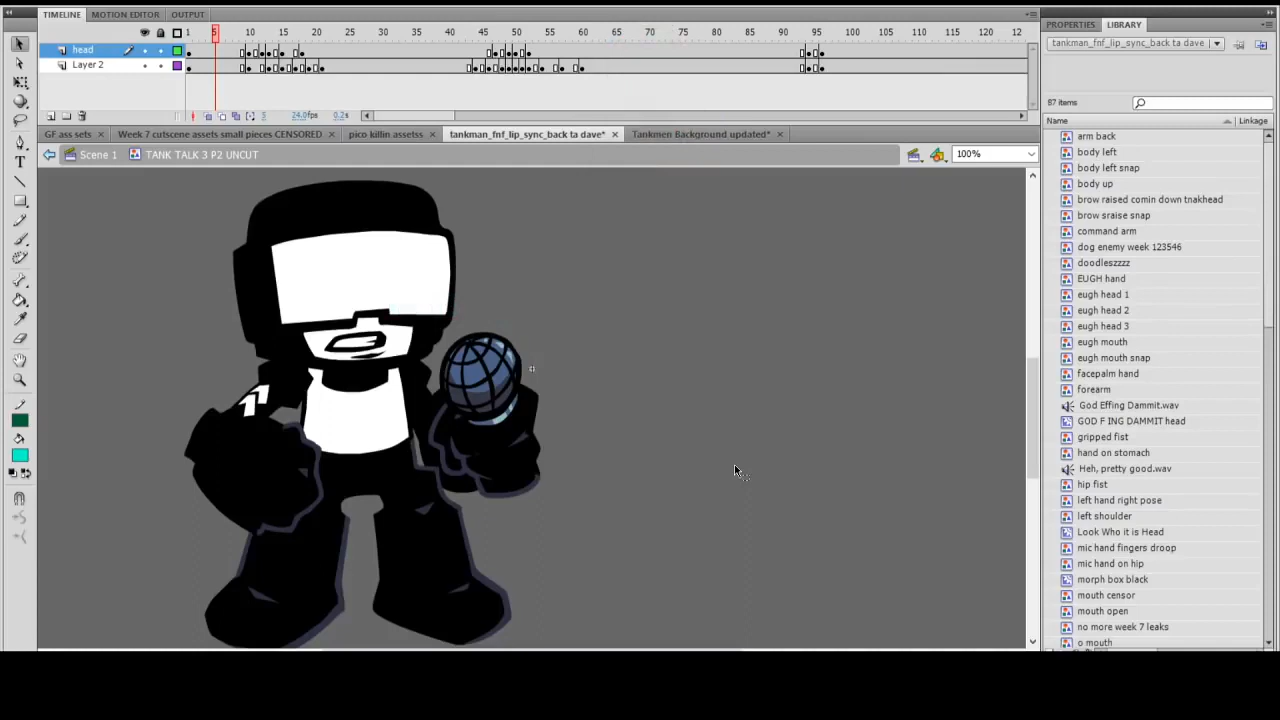 TIMELINE MOTION EDITOR OUTPUT
1 5 10 15 20 25 30 35 40 45 50 55 60 65 70 75 80 85 90 95 100 105 110 115 120 12
head
Layer 2
5 24.0fps 0.2s
GF ass sets Week 7 cutscene assets small pieces CENSORED pico killin assets tankman_fnf_lip_sync_back ta dave* Tankmen Background updated*
Scene 1 TANK TALK 3 P2 UNCUT 100%
PROPERTIES LIBRARY
tankman_fnf_lip_sync_back ta dave
87 items
Name Linkage
arm back
body left
body left snap
body up
brow raised comin down tnakhead
brow sraise snap
command arm
dog enemy week 123546
doodleszzzz
EUGH hand
eugh head 1
eugh head 2
eugh head 3
eugh mouth
eugh mouth snap
facepalm hand
forearm
God Effing Dammit.wav
GOD F ING DAMMIT head
gripped fist
hand on stomach
Heh, pretty good.wav
hip fist
left hand right pose
left shoulder
Look Who it is Head
mic hand fingers droop
mic hand on hip
morph box black
mouth censor
mouth open
no more week 7 leaks
o mouth